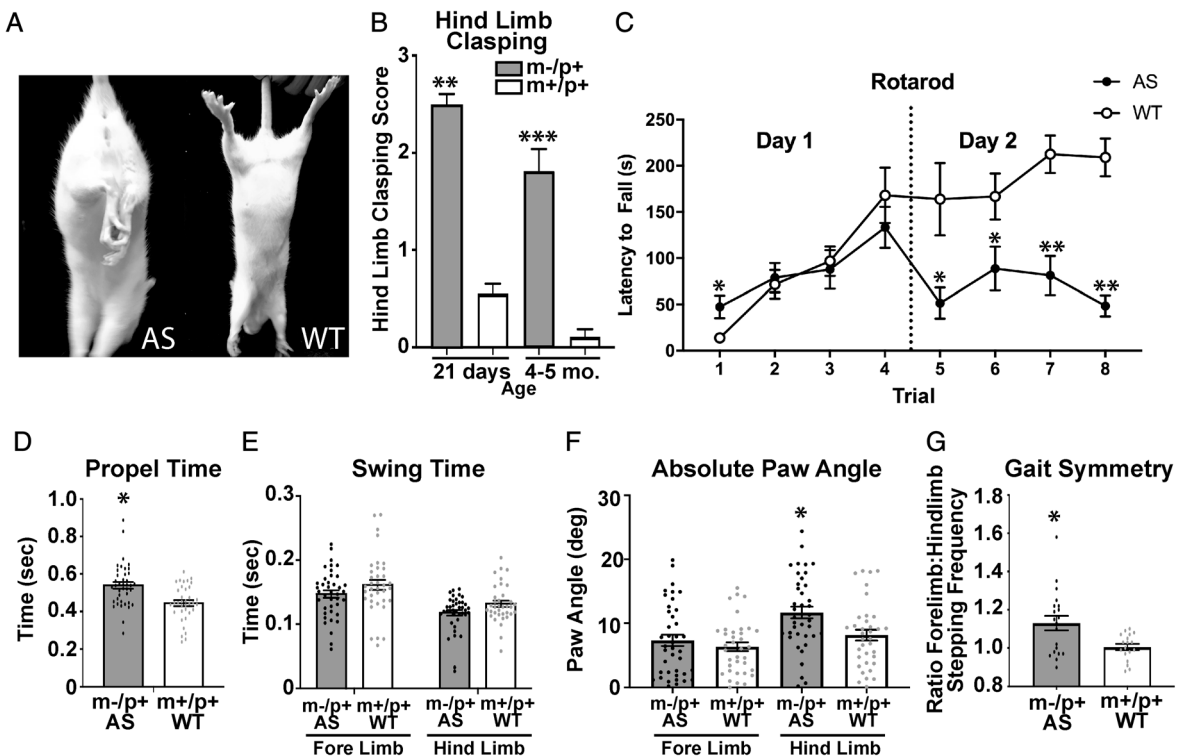 A
AS
WT
B
Hind Limb
Clasping
m-/p+
m+/p+
Hind Limb Clasping Score
3
2
1
0
**
***
21 days
4-5 mo.
Age
C
Rotarod
AS
WT
Day 1
Day 2
Latency to Fall (s)
250
200
150
100
50
0
*
*
*
**
**
1 2 3 4 5 6 7 8
Trial
D
Propel Time
Time (sec)
1.0
0.8
0.6
0.4
0.2
0.0
*
m-/p+ m+/p+
AS WT
E
Swing Time
Time (sec)
0.3
0.2
0.1
0.0
m-/p+ m+/p+ m-/p+ m+/p+
AS WT AS WT
Fore Limb Hind Limb
F
Absolute Paw Angle
Paw Angle (deg)
30
20
10
0
*
m-/p+ m+/p+ m-/p+ m+/p+
AS WT AS WT
Fore Limb Hind Limb
G
Gait Symmetry
Ratio Forelimb:Hindlimb
Stepping Frequency
1.8
1.6
1.4
1.2
1.0
0.8
*
m-/p+ m+/p+
AS WT